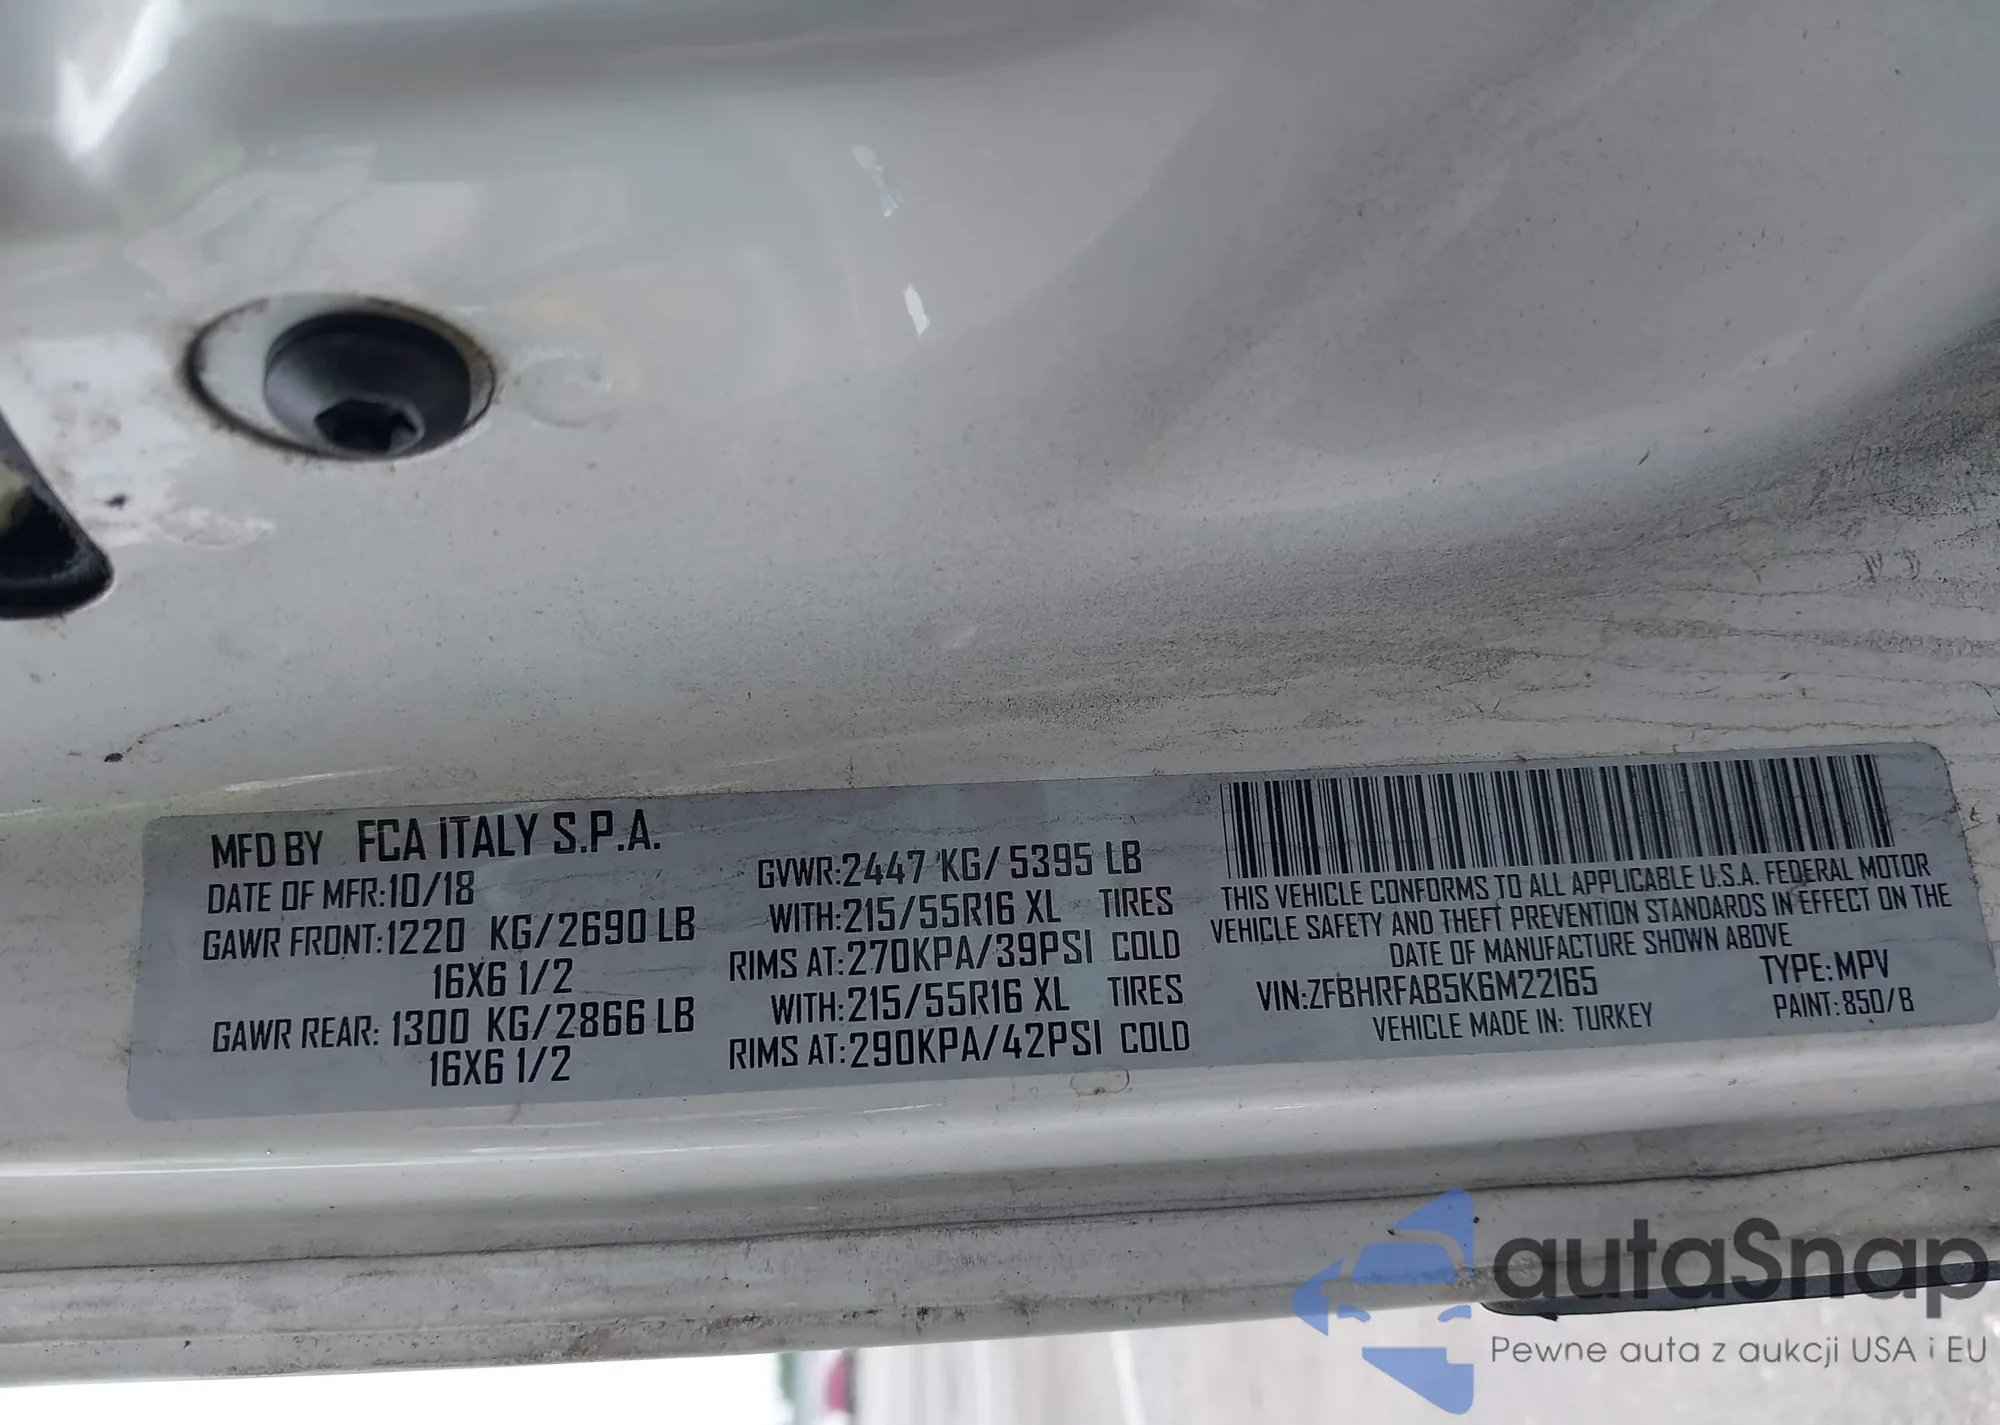 MFD BY FCA ITALY S.P.A.
DATE OF MFR:10/18
GAWR FRONT:1220 KG/2690 LB
16X6 1/2
GAWR REAR: 1300 KG/2866 LB
16X6 1/2
GVWR:2447 KG/5395 LB
WITH:215/55R16 XL TIRES
RIMS AT:270KPA/39PSI COLD
WITH:215/55R16 XL TIRES
RIMS AT:290KPA/42PSI COLD
THIS VEHICLE CONFORMS TO ALL APPLICABLE U.S.A. FEDERAL MOTOR
VEHICLE SAFETY AND THEFT PREVENTION STANDARDS IN EFFECT ON THE
DATE OF MANUFACTURE SHOWN ABOVE
VIN:ZFBHRFAB5K6M22165 TYPE:MPV
VEHICLE MADE IN: TURKEY PAINT:850/B
autaSnap
Pewne auta z aukcji USA i EU